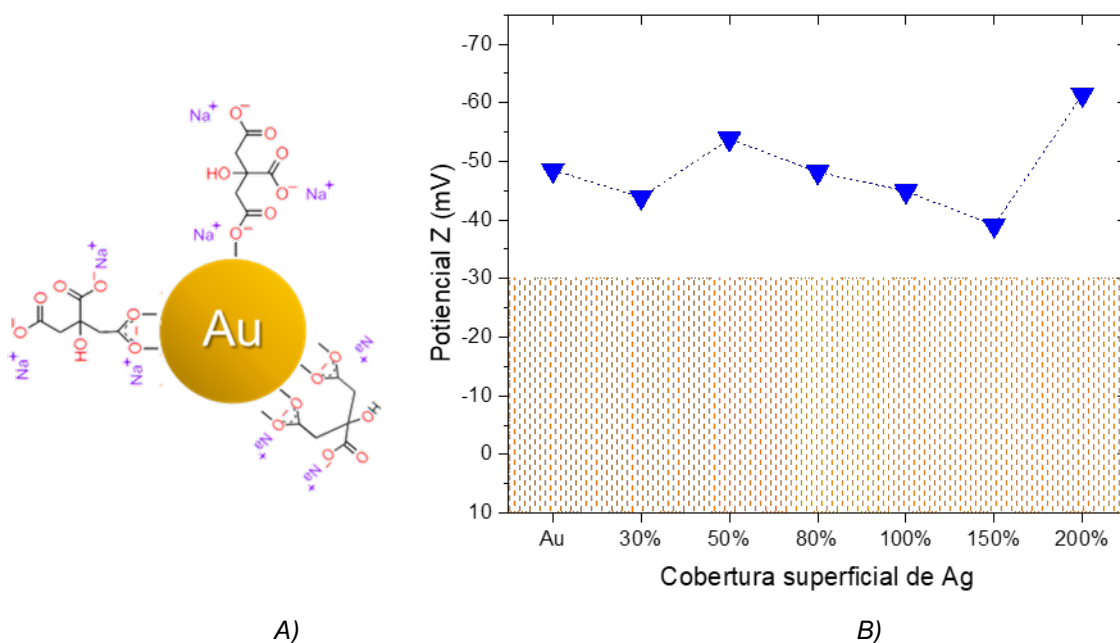 Na+
O−
O
O
HO
O−
Na+
O
O−
Na+
Au
Na+
O
O−
O
O
O−
HO
O
Na+
Na+
O−
O
Na+
O
O
H
O−
O
O
Na+
O−
Na+
A)
-70
-60
-50
-40
-30
-20
-10
0
10
Potiencial Z (mV)
Au 30% 50% 80% 100% 150% 200%
Cobertura superficial de Ag
B)